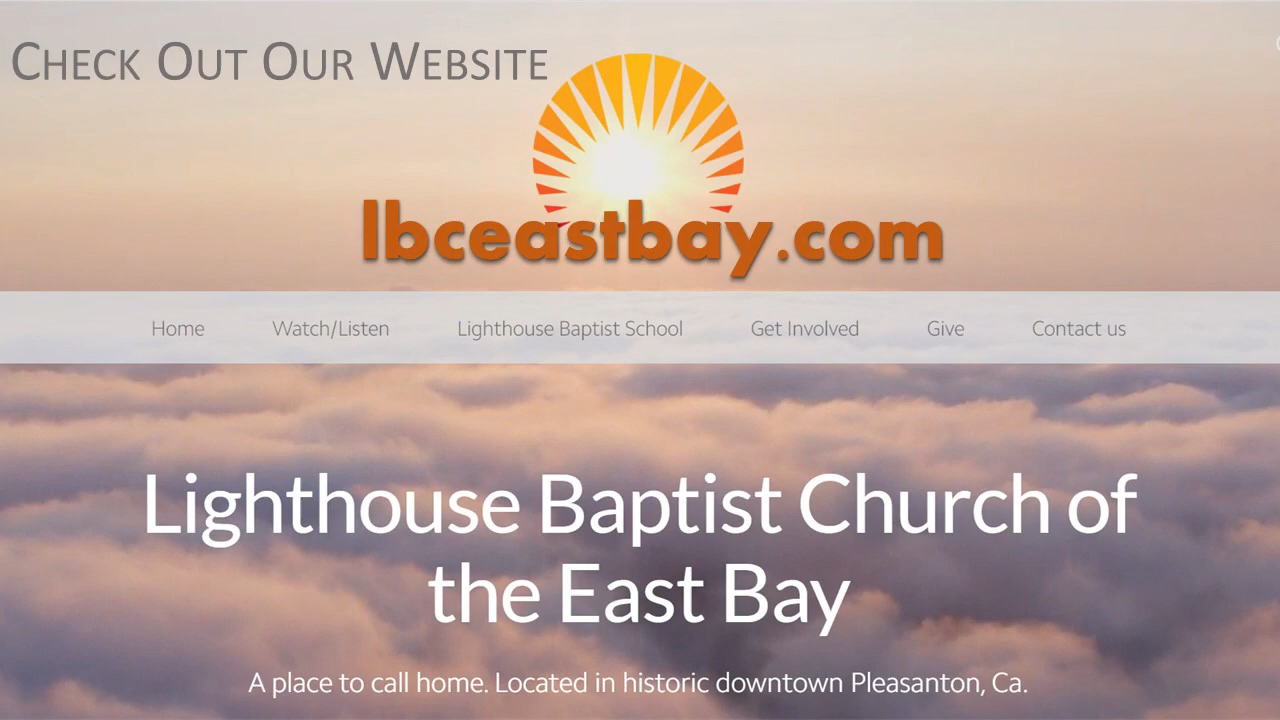 Check Out Our Website
lbceastbay.com
Home Watch/Listen Lighthouse Baptist School Get Involved Give Contact us
Lighthouse Baptist Church of
the East Bay
A place to call home. Located in historic downtown Pleasanton, Ca.